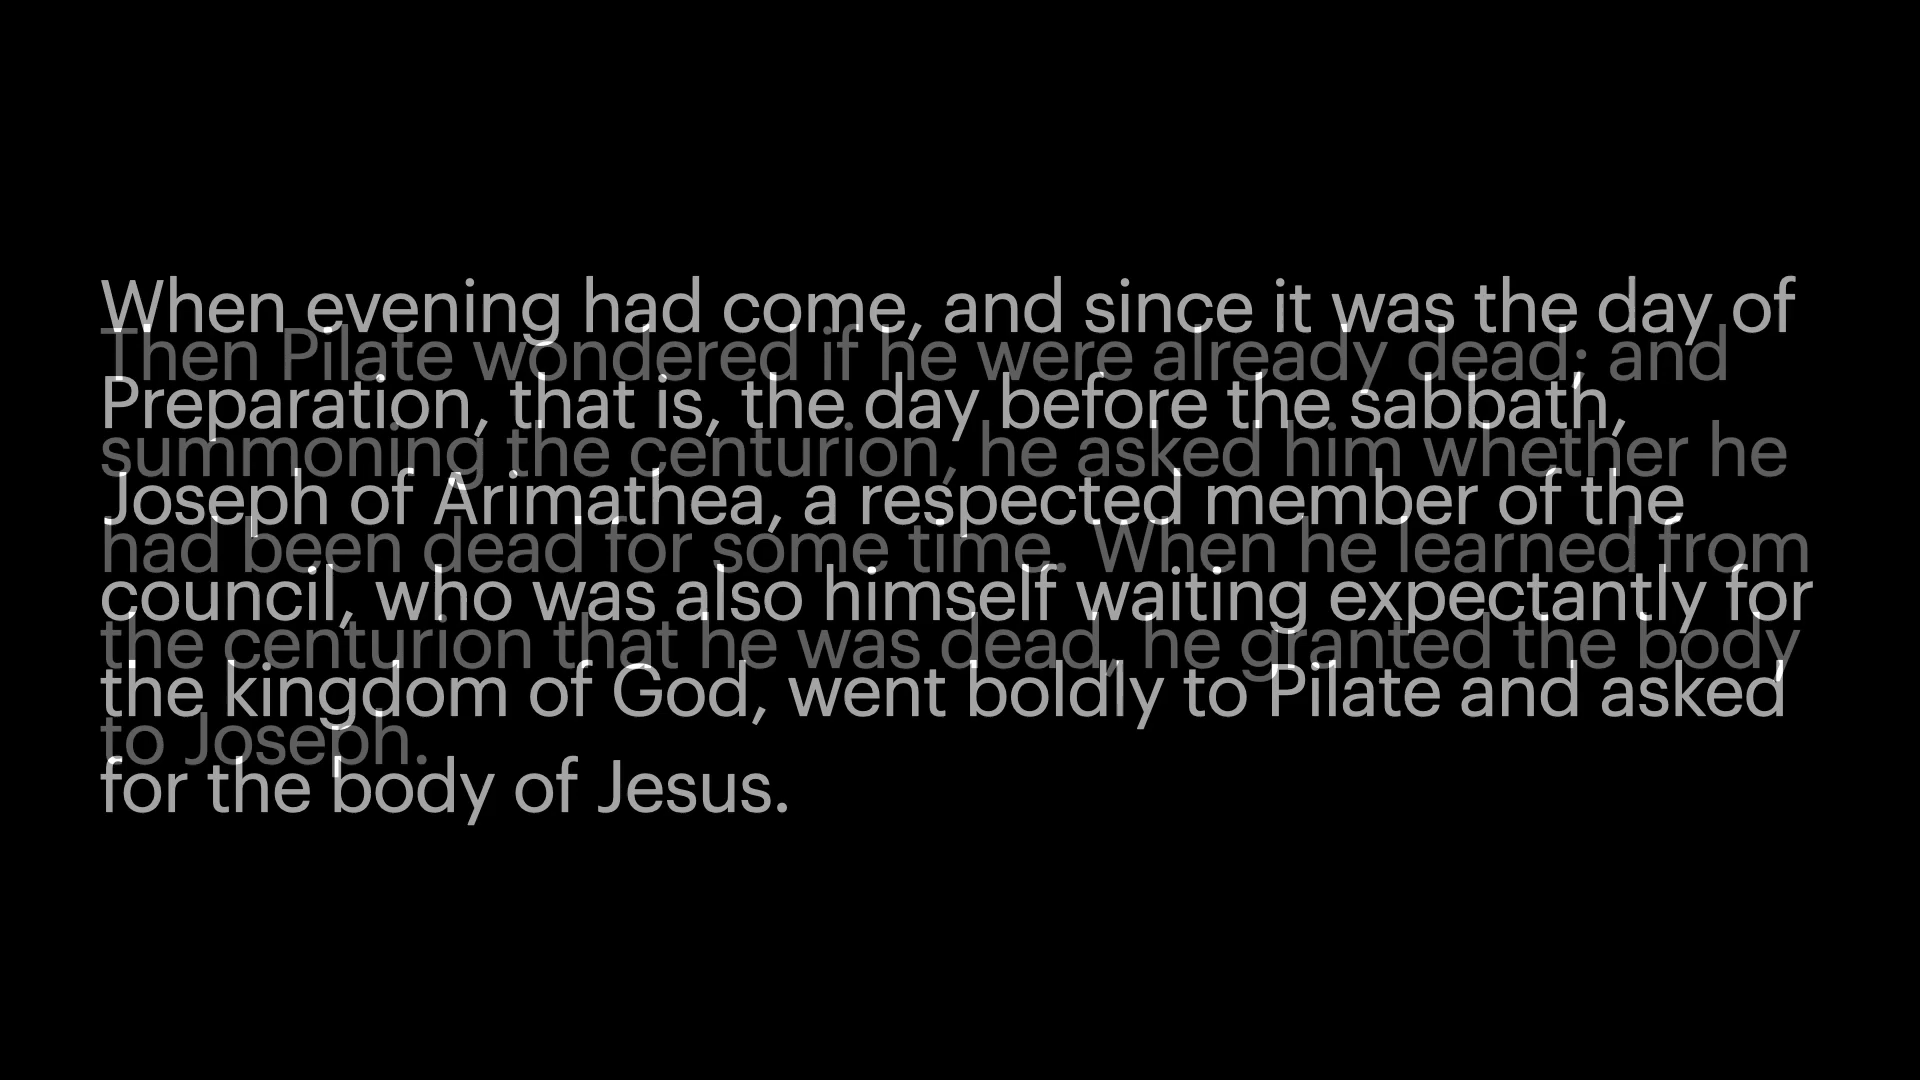 When evening had come, and since it was the day of
Preparation, that is, the day before the sabbath,
Joseph of Arimathea, a respected member of the
council, who was also himself waiting expectantly for
the kingdom of God, went boldly to Pilate and asked
for the body of Jesus.
Then Pilate wondered if he were already dead; and
summoning the centurion, he asked him whether he
had been dead for some time. When he learned from
the centurion that he was dead, he granted the body
to Joseph.